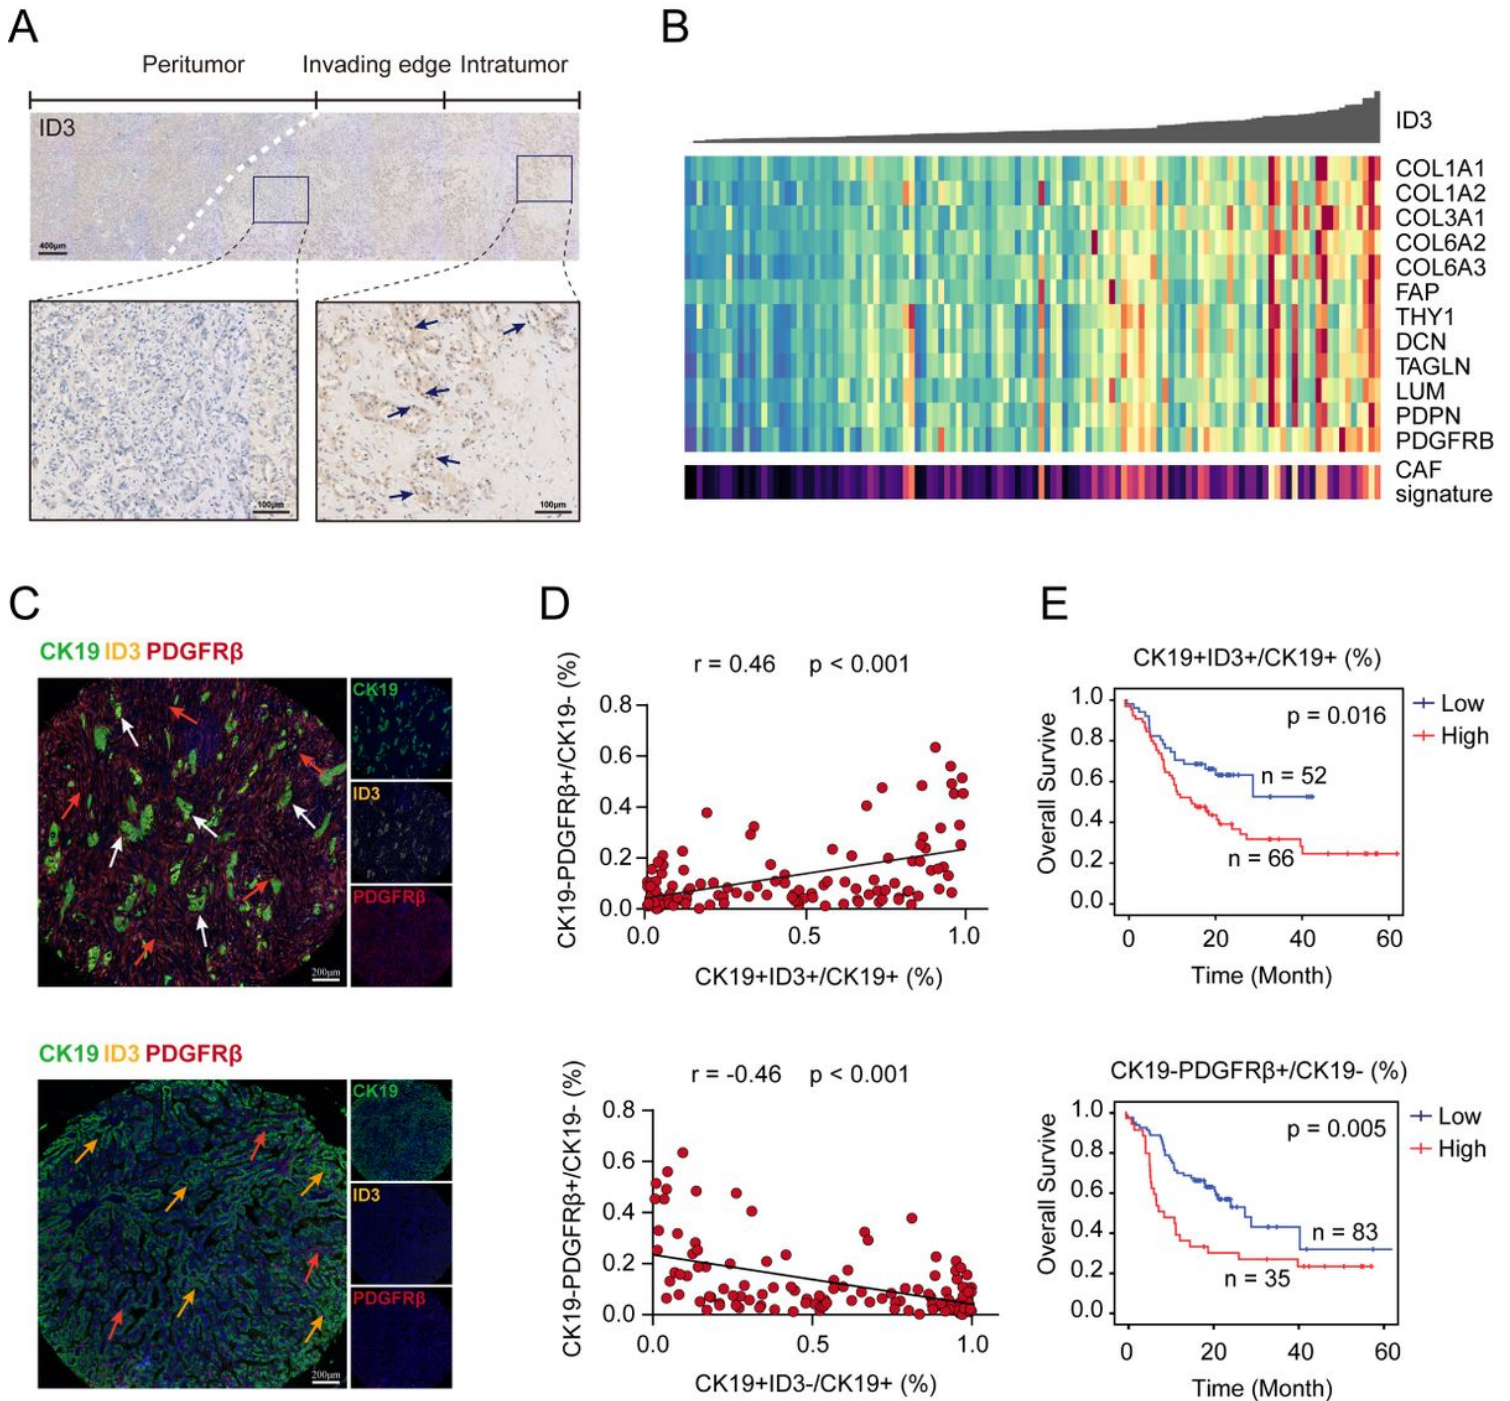 A
Peritumor Invading edge Intratumor
ID3
400μm
100μm
100μm
B
ID3
COL1A1
COL1A2
COL3A1
COL6A2
COL6A3
FAP
THY1
DCN
TAGLN
LUM
PDPN
PDGFRB
CAF
signature
C
CK19 ID3 PDGFRβ
CK19
ID3
PDGFRβ
200μm
CK19 ID3 PDGFRβ
CK19
ID3
PDGFRβ
200μm
D
r = 0.46 p < 0.001
CK19-PDGFRβ+/CK19- (%)
0.8
0.6
0.4
0.2
0.0
0 0.5 1.0
CK19+ID3+/CK19+ (%)
r = -0.46 p < 0.001
CK19-PDGFRβ+/CK19- (%)
0.8
0.6
0.4
0.2
0.0
0.0 0.5 1.0
CK19+ID3-/CK19+ (%)
E
CK19+ID3+/CK19+ (%)
Overall Survive
1.0
0.8
0.6
0.4
0.2
0.0
p = 0.016
Low
High
n = 52
n = 66
0 20 40 60
Time (Month)
CK19-PDGFRβ+/CK19- (%)
Overall Survive
1.0
0.8
0.6
0.4
0.2
0.0
p = 0.005
Low
High
n = 83
n = 35
0 20 40 60
Time (Month)